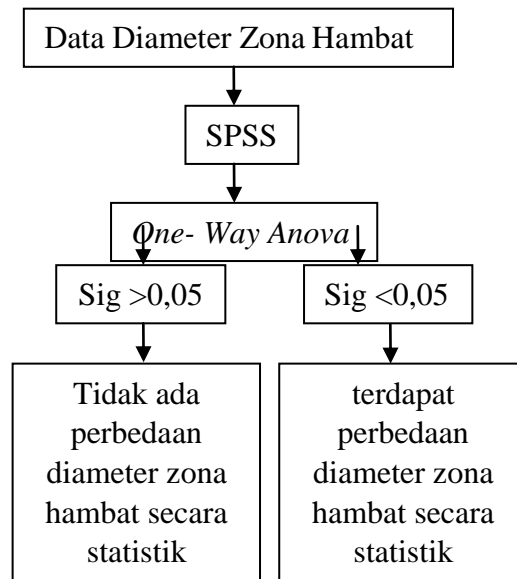 Data Diameter Zona Hambat
SPSS
One- Way Anova
Sig >0,05
Sig <0,05
Tidak ada
perbedaan
diameter zona
hambat secara
statistik
terdapat
perbedaan
diameter zona
hambat secara
statistik